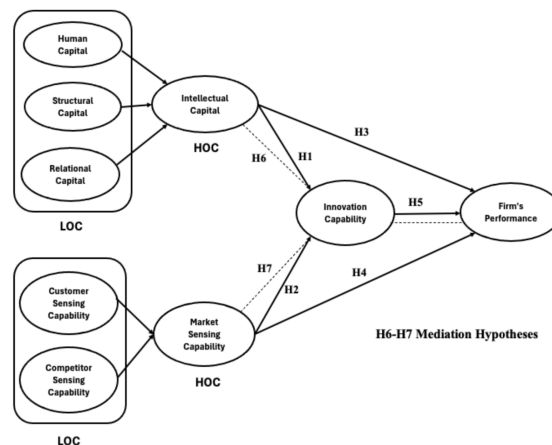 Human
Capital
Structural
Capital
Relational
Capital
LOC
Intellectual
Capital
HOC
H3
H1
H6
Innovation
Capability
H5
Firm's
Performance
H7
H2
H4
Customer
Sensing
Capability
Competitor
Sensing
Capability
LOC
Market
Sensing
Capability
HOC
H6-H7 Mediation Hypotheses